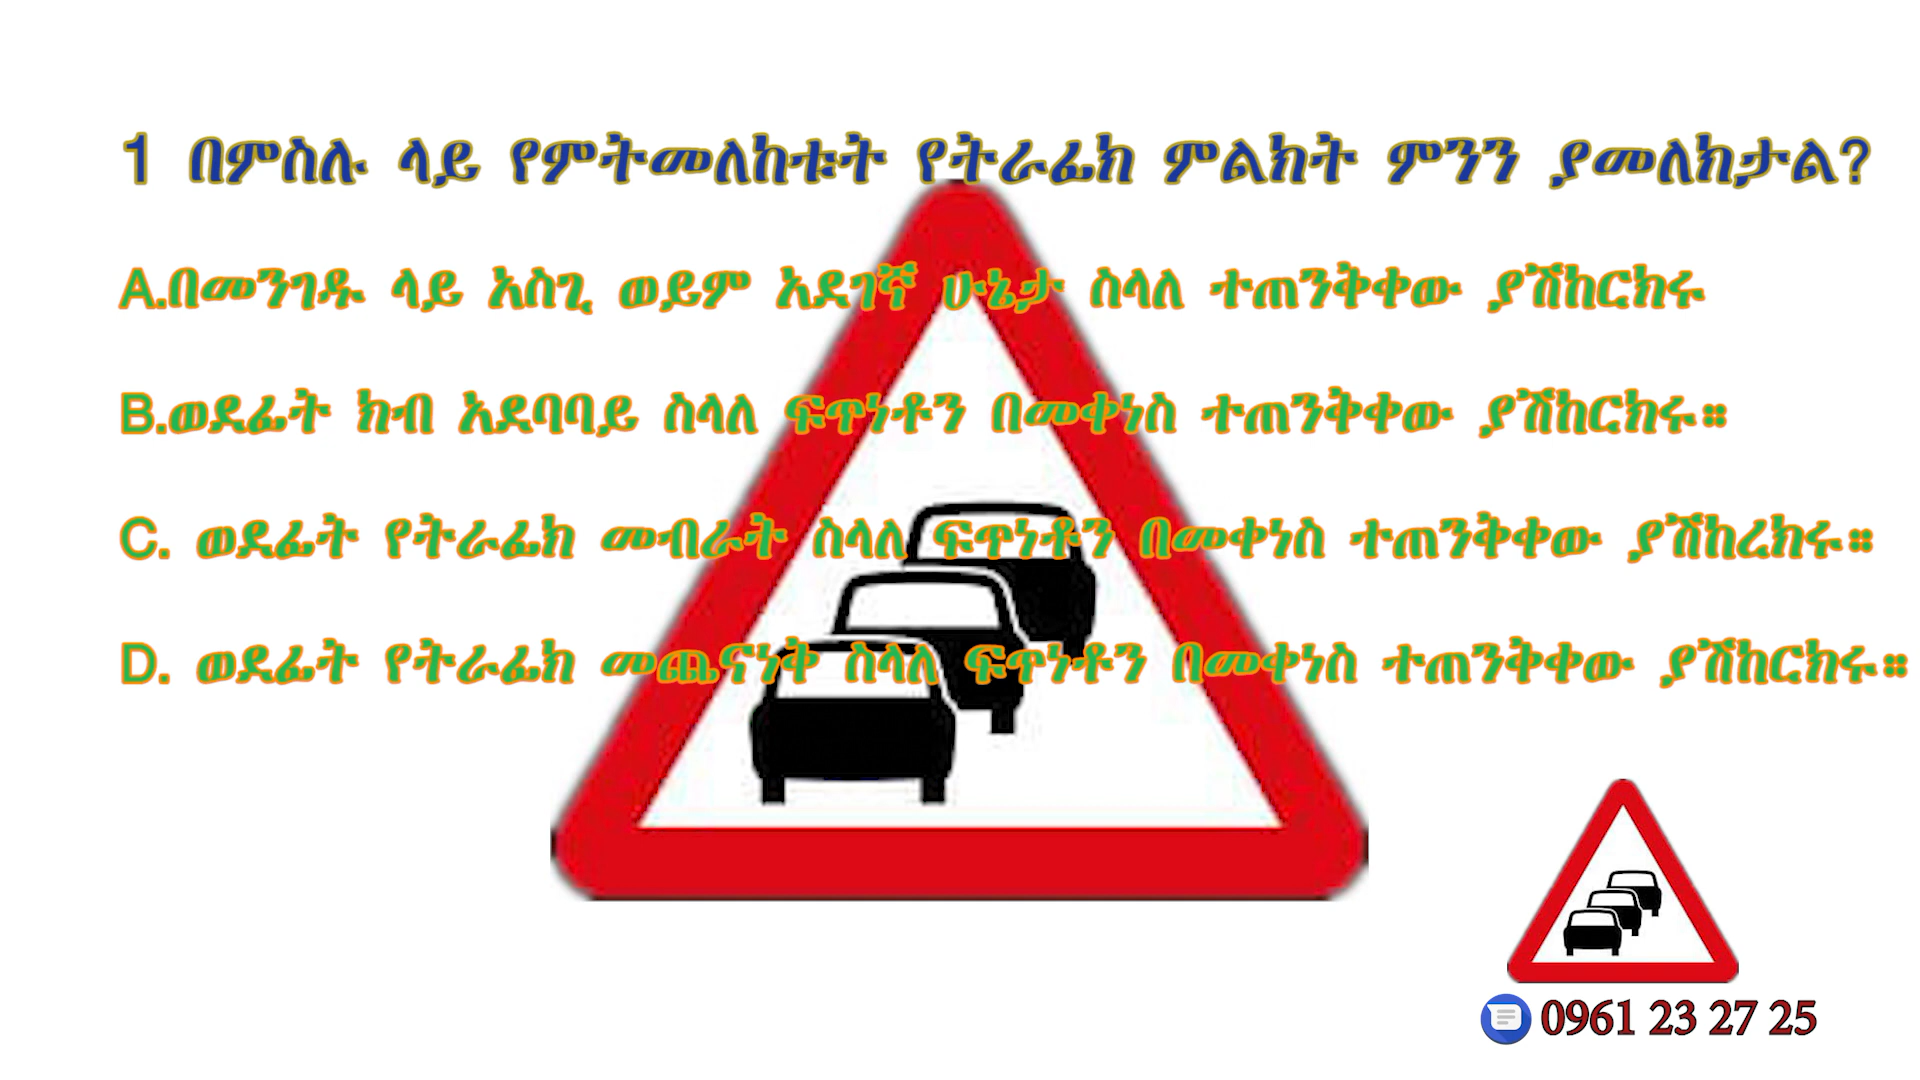 1 በምስሉ ላይ የምትመለከቱት የትራፊክ ምልክት ምንን ያመለክታል?
A.በመንገዱ ላይ አስጊ ወይም አደገኛ ሁኔታ ስላለ ተጠንቅቀው ያሽከርክሩ
B.ወደፊት ክብ አደባባይ ስላለ ፍጥነቶን በመቀነስ ተጠንቅቀው ያሽከርክሩ።
C. ወደፊት የትራፊክ መብራት ስላለ ፍጥነቶን በመቀነስ ተጠንቅቀው ያሽከረክሩ።
D. ወደፊት የትራፊክ መጨናነቅ ስላለ ፍጥነቶን በመቀነስ ተጠንቅቀው ያሽከርክሩ።
0961 23 27 25